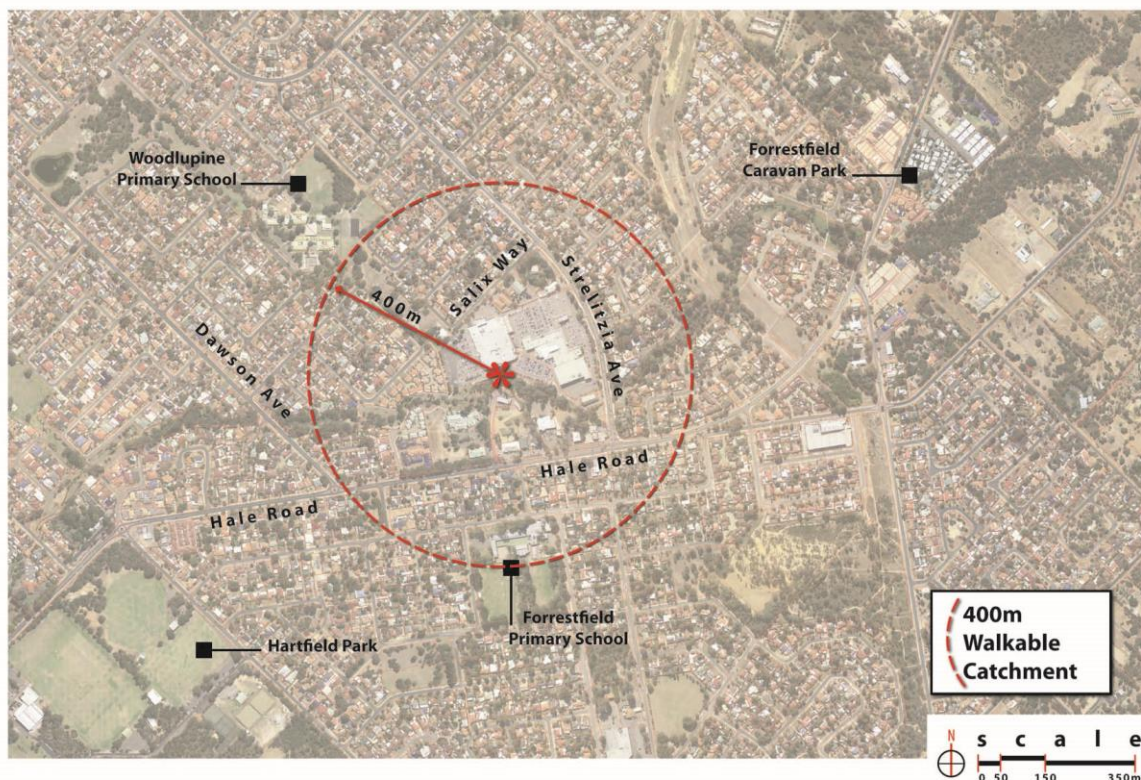 Woodlupine
Primary School
Forrestfield
Caravan Park
Salix Way
400m
Strelitzia Ave
Dawson Ave
Hale Road
Hale Road
Forrestfield
Primary School
Hartfield Park
400m
Walkable
Catchment
N
scale
0 50 150 350m